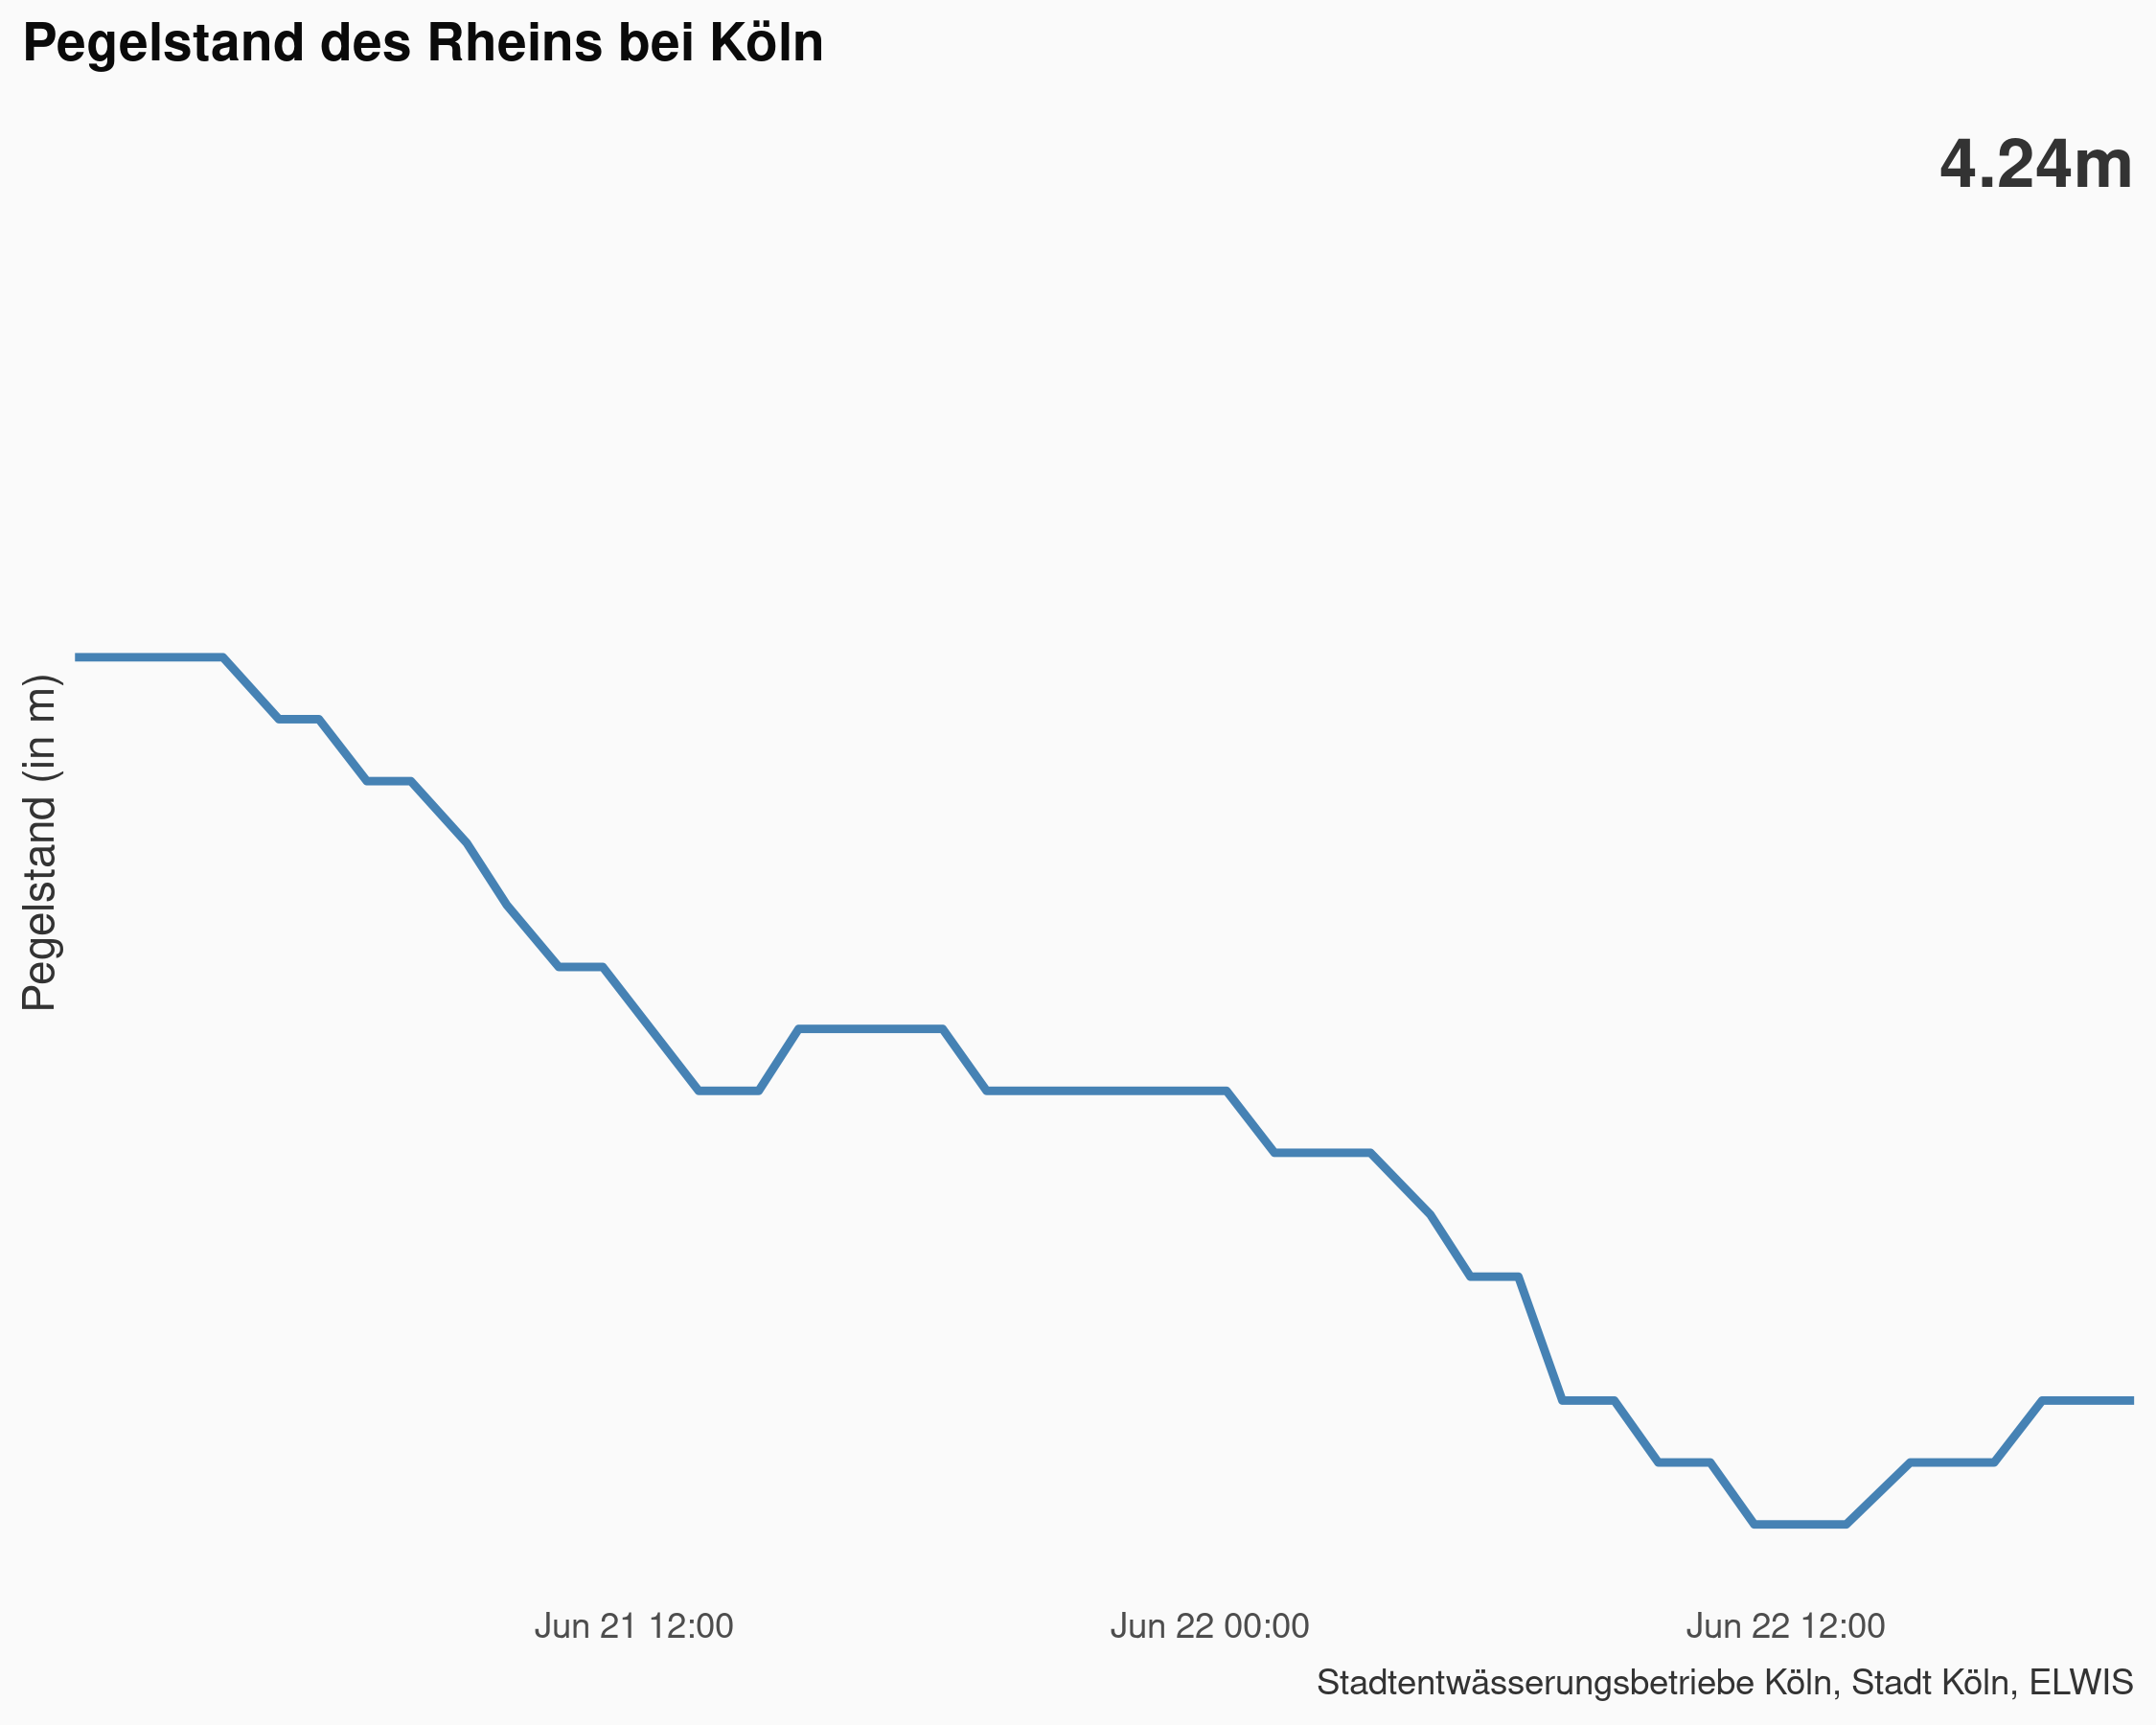 Pegelstand des Rheins bei Köln
4.24m
Pegelstand (in m)
Jun 21 12:00
Jun 22 00:00
Jun 22 12:00
Stadtentwässerungsbetriebe Köln, Stadt Köln, ELWIS